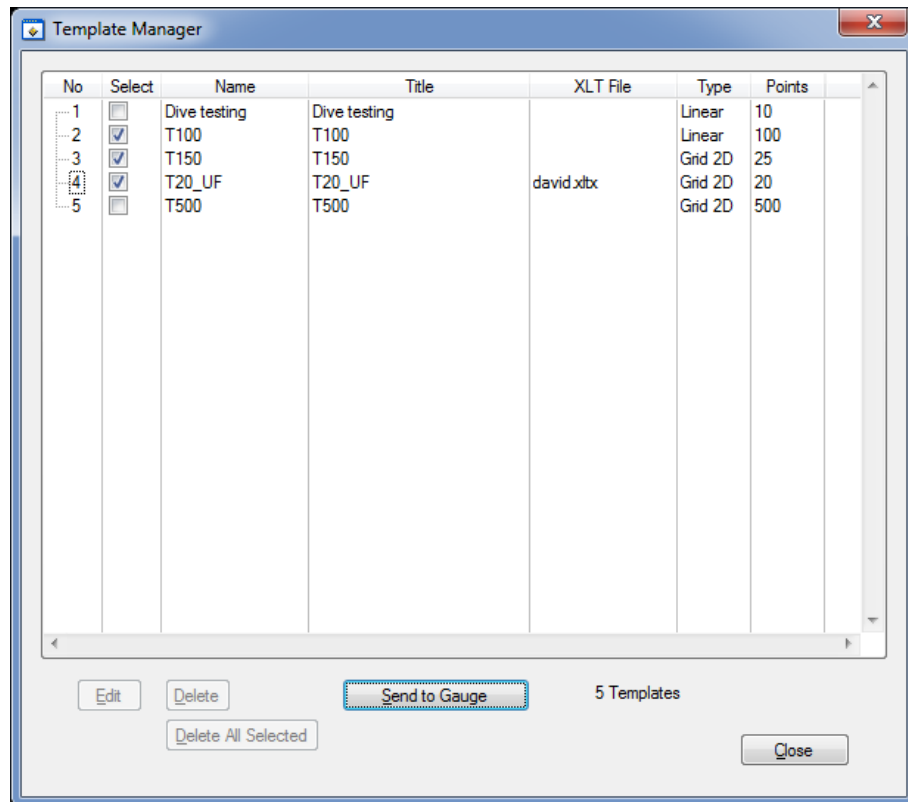 Template Manager
No Select Name Title XLT File Type Points
1 Dive testing Dive testing Linear 10
2 T100 T100 Linear 100
3 T150 T150 Grid 2D 25
4 T20_UF T20_UF david.xltx Grid 2D 20
5 T500 T500 Grid 2D 500
Edit Delete Send to Gauge 5 Templates
Delete All Selected
Close